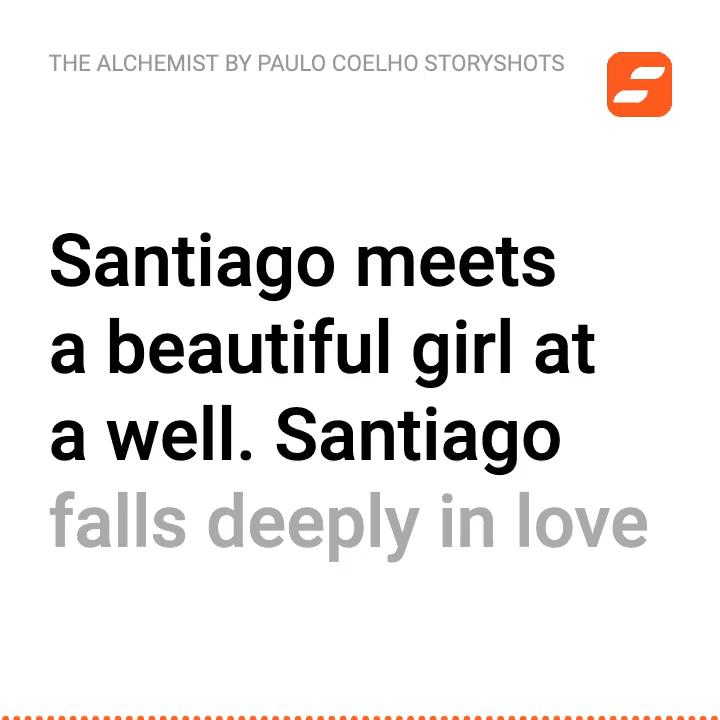 THE ALCHEMIST BY PAULO COELHO STORYSHOTS
Santiago meets
a beautiful girl at
a well. Santiago
falls deeply in love